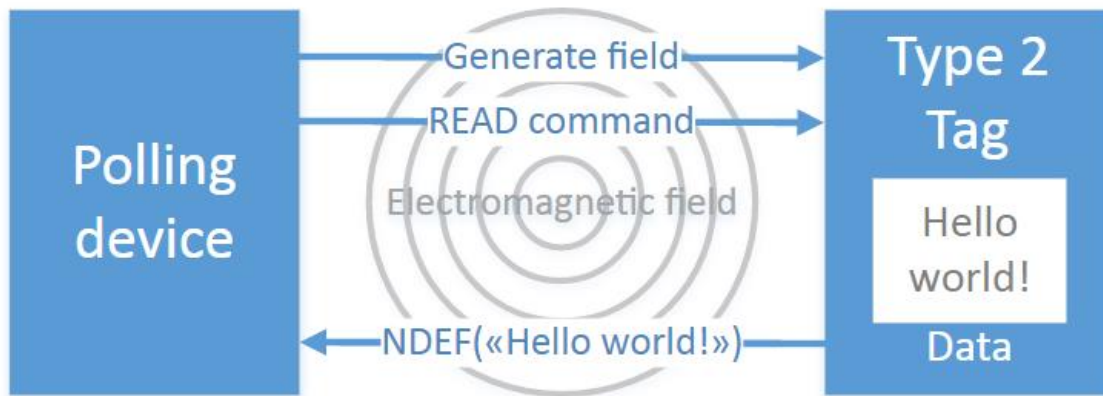 Polling
device
Generate field
READ command
Electromagnetic field
NDEF(«Hello world!»)
Type 2
Tag
Hello
world!
Data